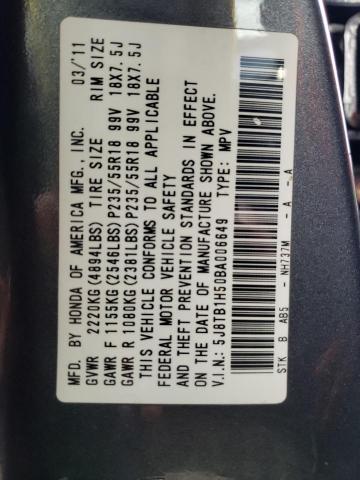 MFD. BY HONDA OF AMERICA MFG., INC. 03/11
GVWR 2220KG(4884LBS) TIRE SIZE RIM SIZE
GAWR F 1155KG(2546LBS) P235/55R18 99V 18X7.5J
GAWR R 1080KG(2381LBS) P235/55R18 99V 18X7.5J
THIS VEHICLE CONFORMS TO ALL APPLICABLE
FEDERAL MOTOR VEHICLE SAFETY
AND THEFT PREVENTION STANDARDS IN EFFECT
ON THE DATE OF MANUFACTURE SHOWN ABOVE.
V.I.N.: 5J8TB1H50BA006649 TYPE: MPV
STK B AB5 - NH737M - A - A